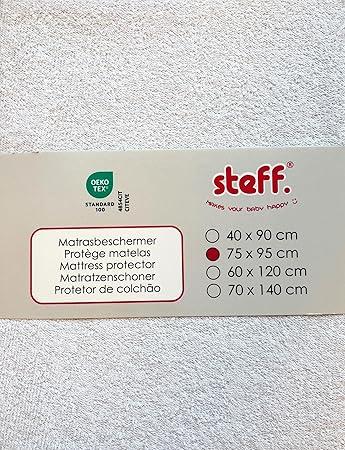 OEKO
TEX®
STANDARD
100
4854CIT
CITEVE
steff.®
makes your baby happy
Matrasbeschermer
Protège matelas
Mattress protector
Matratzenschoner
Protetor de colchão
40 x 90 cm
75 x 95 cm
60 x 120 cm
70 x 140 cm